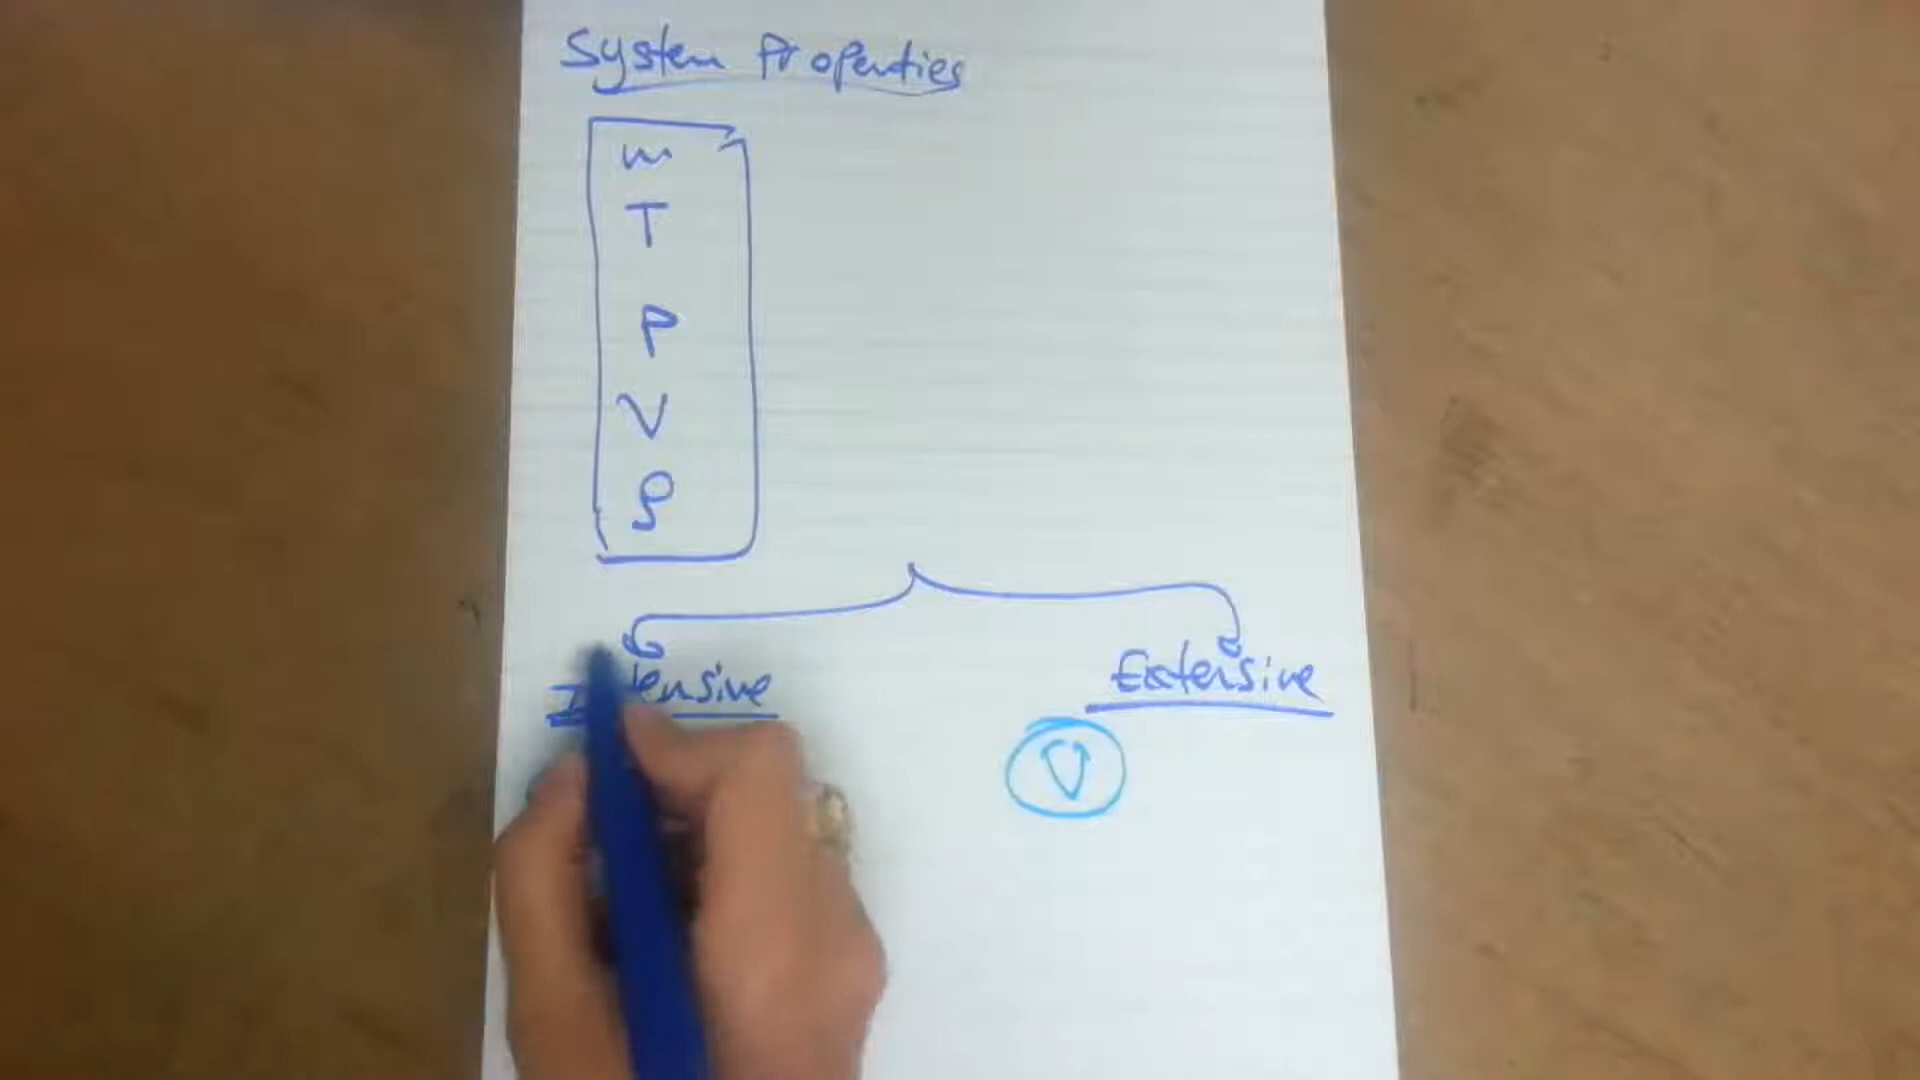 System Properties
m
T
P
V
ρ
Extensive
V